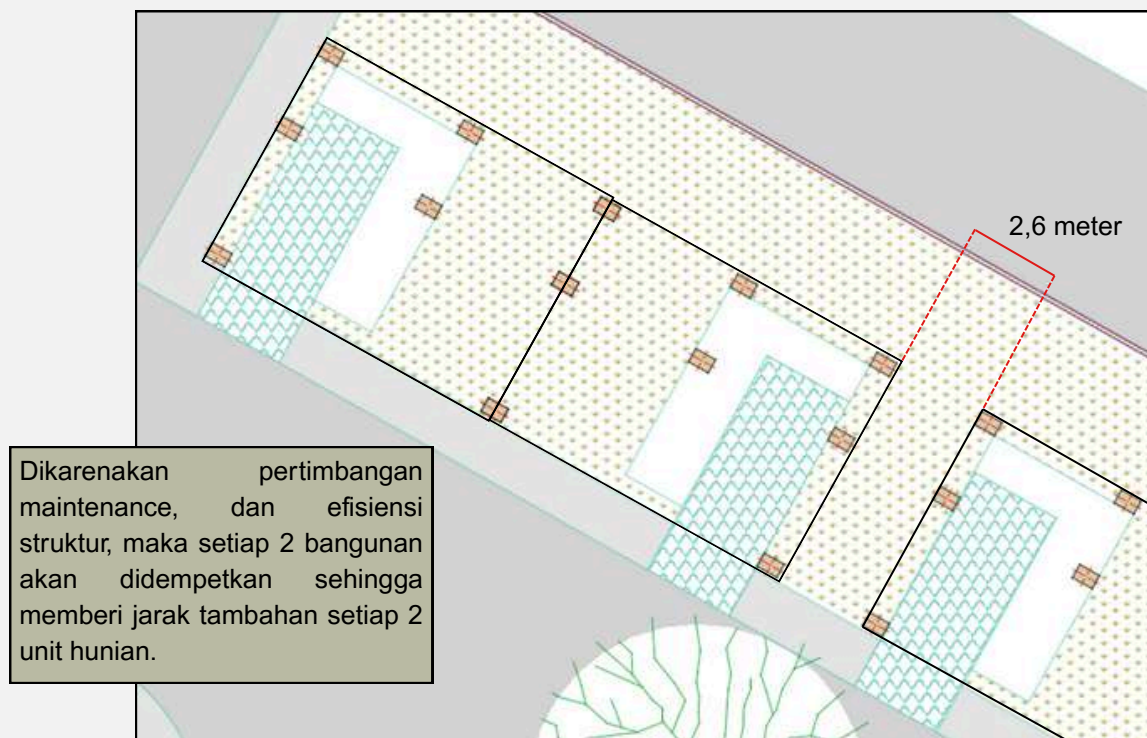 2,6 meter
Dikarenakan pertimbangan
maintenance, dan efisiensi
struktur, maka setiap 2 bangunan
akan didempetkan sehingga
memberi jarak tambahan setiap 2
unit hunian.